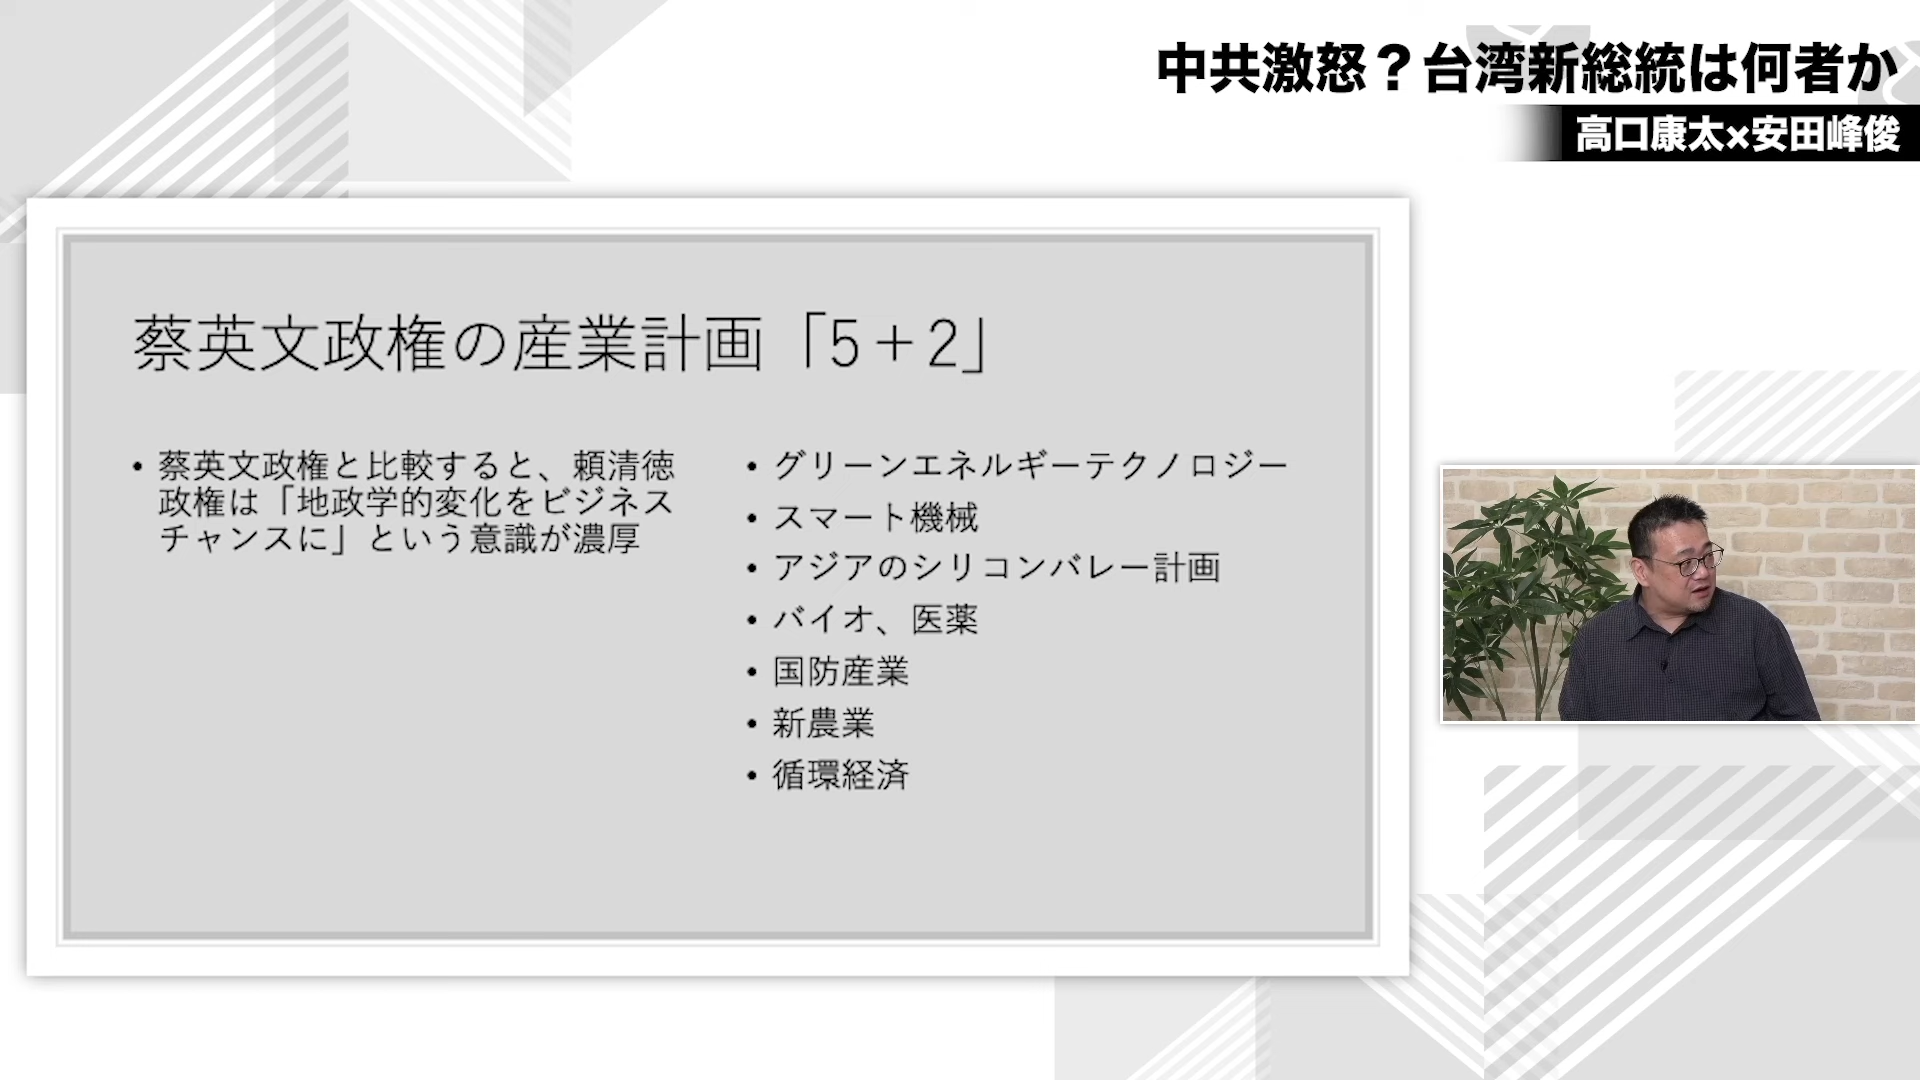 中共激怒？台湾新総統は何者か
高口康太×安田峰俊
蔡英文政権の産業計画「5＋2」
• 蔡英文政権と比較すると、頼清徳
政権は「地政学的変化をビジネス
チャンスに」という意識が濃厚
• グリーンエネルギーテクノロジー
• スマート機械
• アジアのシリコンバレー計画
• バイオ、医薬
• 国防産業
• 新農業
• 循環経済